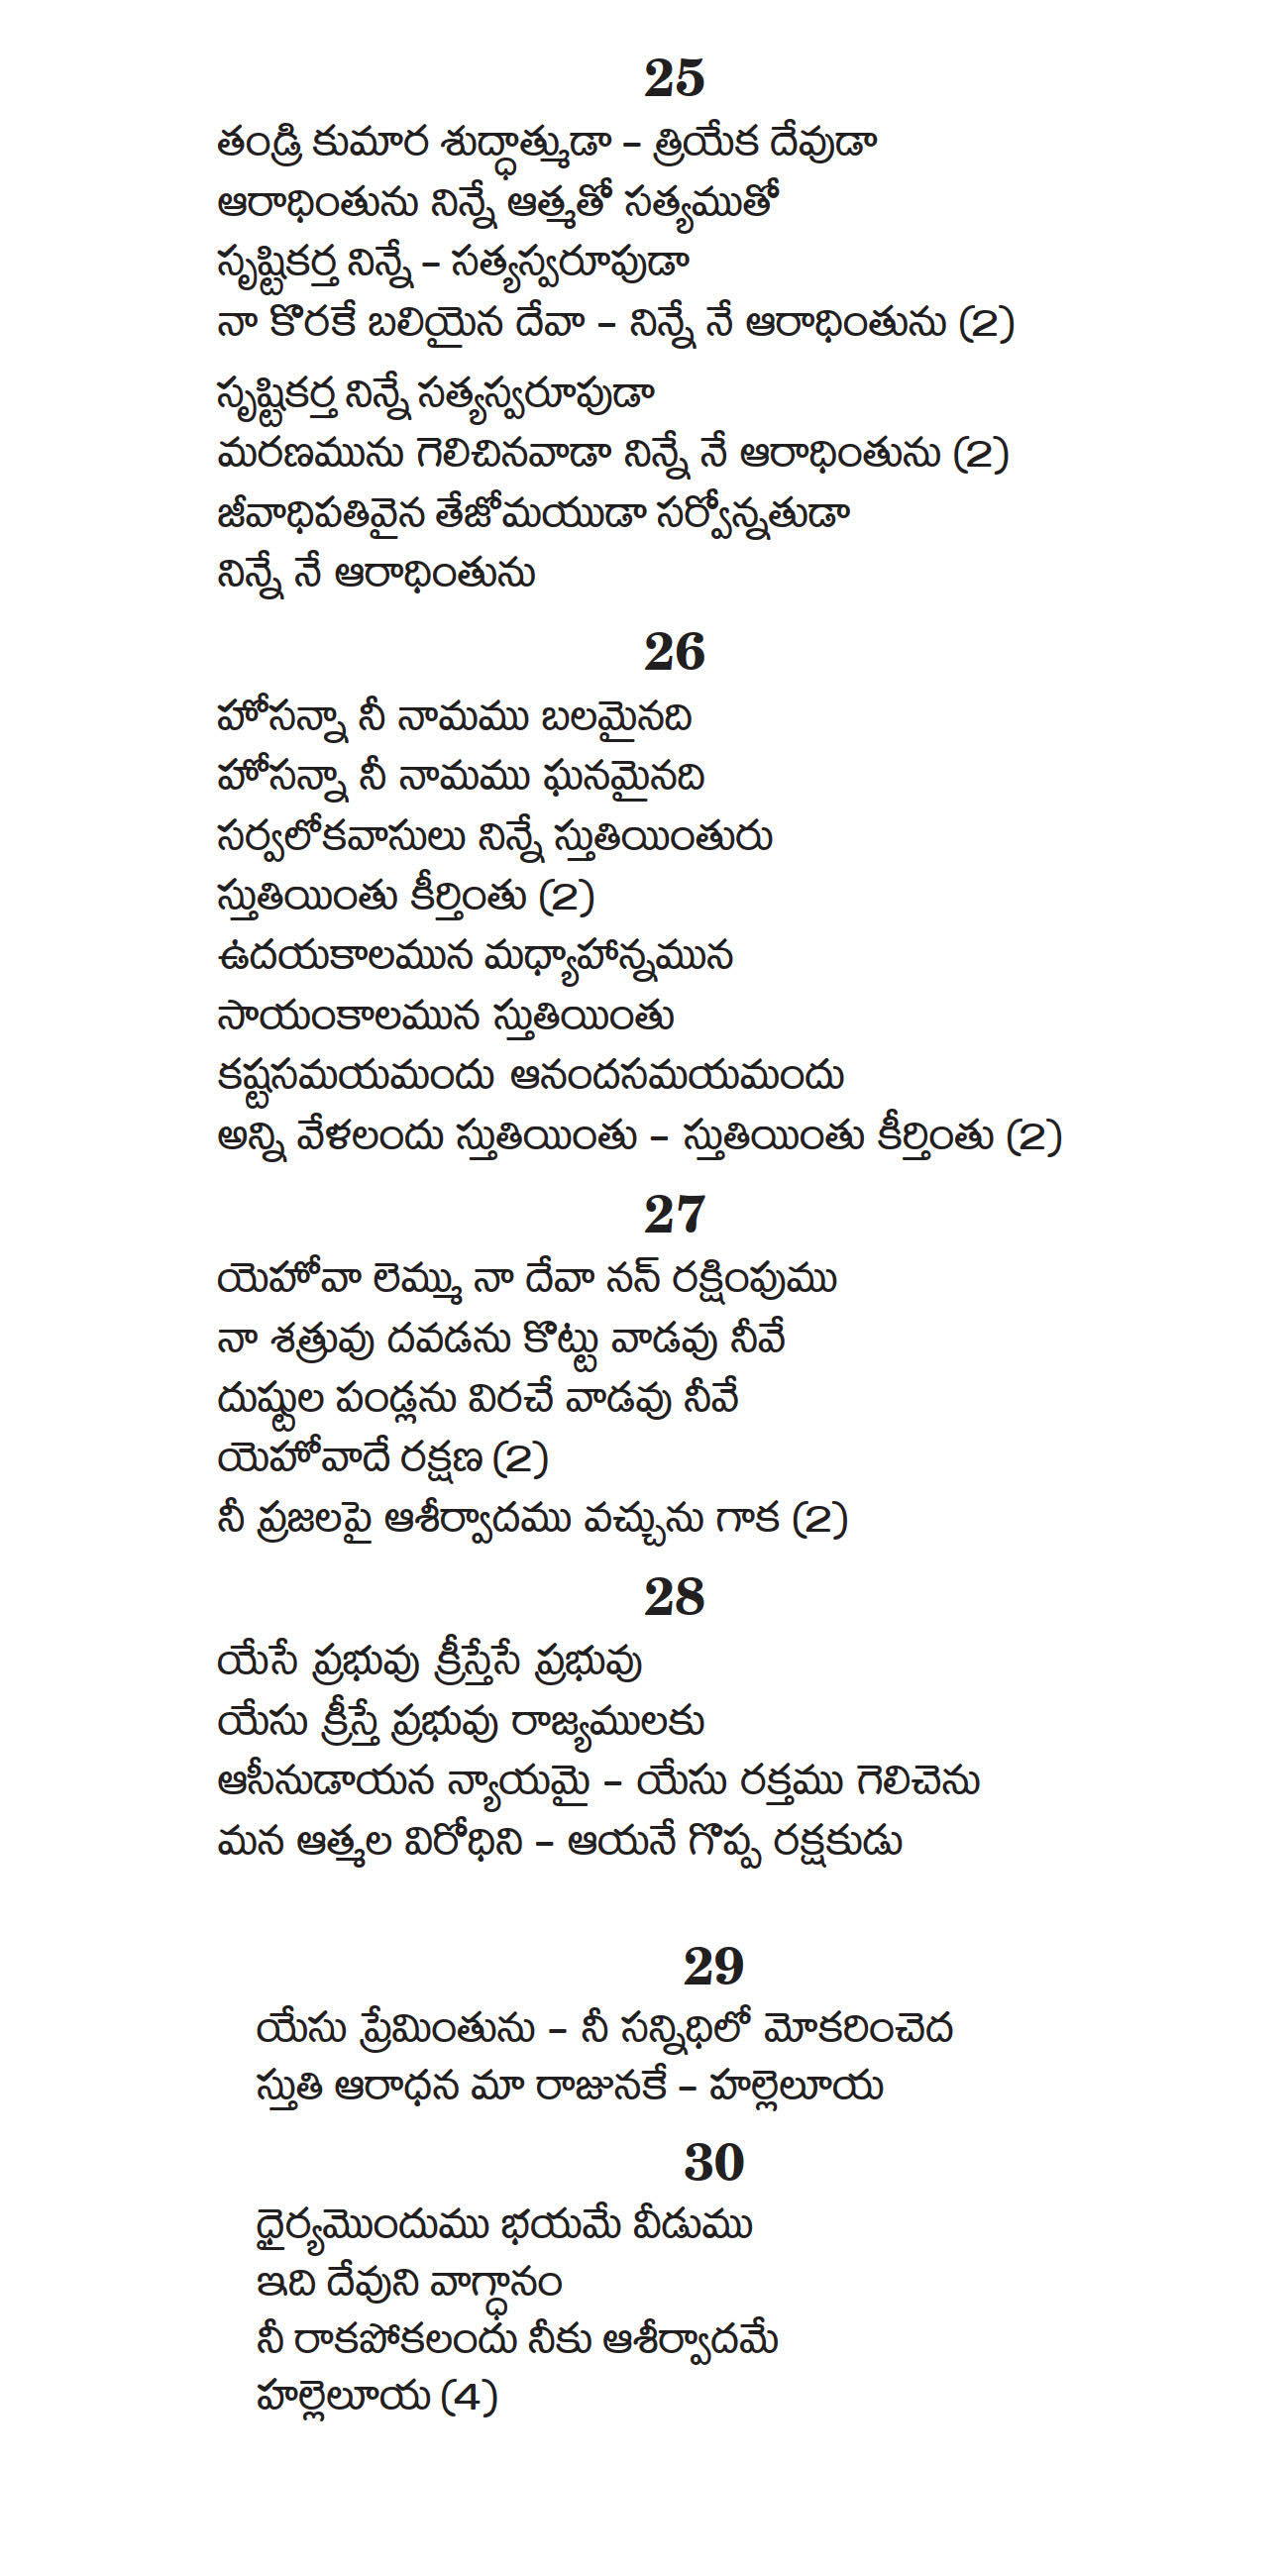 25
తండ్రి కుమార శుద్ధాత్ముడా – త్రియేక దేవుడా
ఆరాధింతును నిన్నే ఆత్మతో సత్యముతో
సృష్టికర్త నిన్నే – సత్యస్వరూపుడా
నా కొరకే బలియైన దేవా – నిన్నే నే ఆరాధింతును (2)
సృష్టికర్త నిన్నే సత్యస్వరూపుడా
మరణమును గెలిచినవాడా నిన్నే నే ఆరాధింతును (2)
జీవాధిపతివైన తేజోమయుడా సర్వోన్నతుడా
నిన్నే నే ఆరాధింతును
26
హోసన్నా నీ నామము బలమైనది
హోసన్నా నీ నామము ఘనమైనది
సర్వలోకవాసులు నిన్నే స్తుతియింతురు
స్తుతియింతు కీర్తింతు (2)
ఉదయకాలమున మధ్యాహాన్నమున
సాయంకాలమున స్తుతియింతు
కష్టసమయమందు ఆనందసమయమందు
అన్ని వేళలందు స్తుతియింతు – స్తుతియింతు కీర్తింతు (2)
27
యెహోవా లెమ్ము నా దేవా నన్ రక్షింపుము
నా శత్రువు దవడను కొట్టు వాడవు నీవే
దుష్టుల పండ్లను విరచే వాడవు నీవే
యెహోవాదే రక్షణ (2)
నీ ప్రజలపై ఆశీర్వాదము వచ్చును గాక (2)
28
యేసే ప్రభువు క్రీస్తేసే ప్రభువు
యేసు క్రీస్తే ప్రభువు రాజ్యములకు
ఆసీనుడాయన న్యాయమై – యేసు రక్తము గెలిచెను
మన ఆత్మల విరోధిని – ఆయనే గొప్ప రక్షకుడు
29
యేసు ప్రేమింతును – నీ సన్నిధిలో మోకరించెద
స్తుతి ఆరాధన మా రాజునకే – హల్లెలూయ
30
ధైర్యమొందుము భయమే వీడుము
ఇది దేవుని వాగ్ధానం
నీ రాకపోకలందు నీకు ఆశీర్వాదమే
హల్లెలూయ (4)